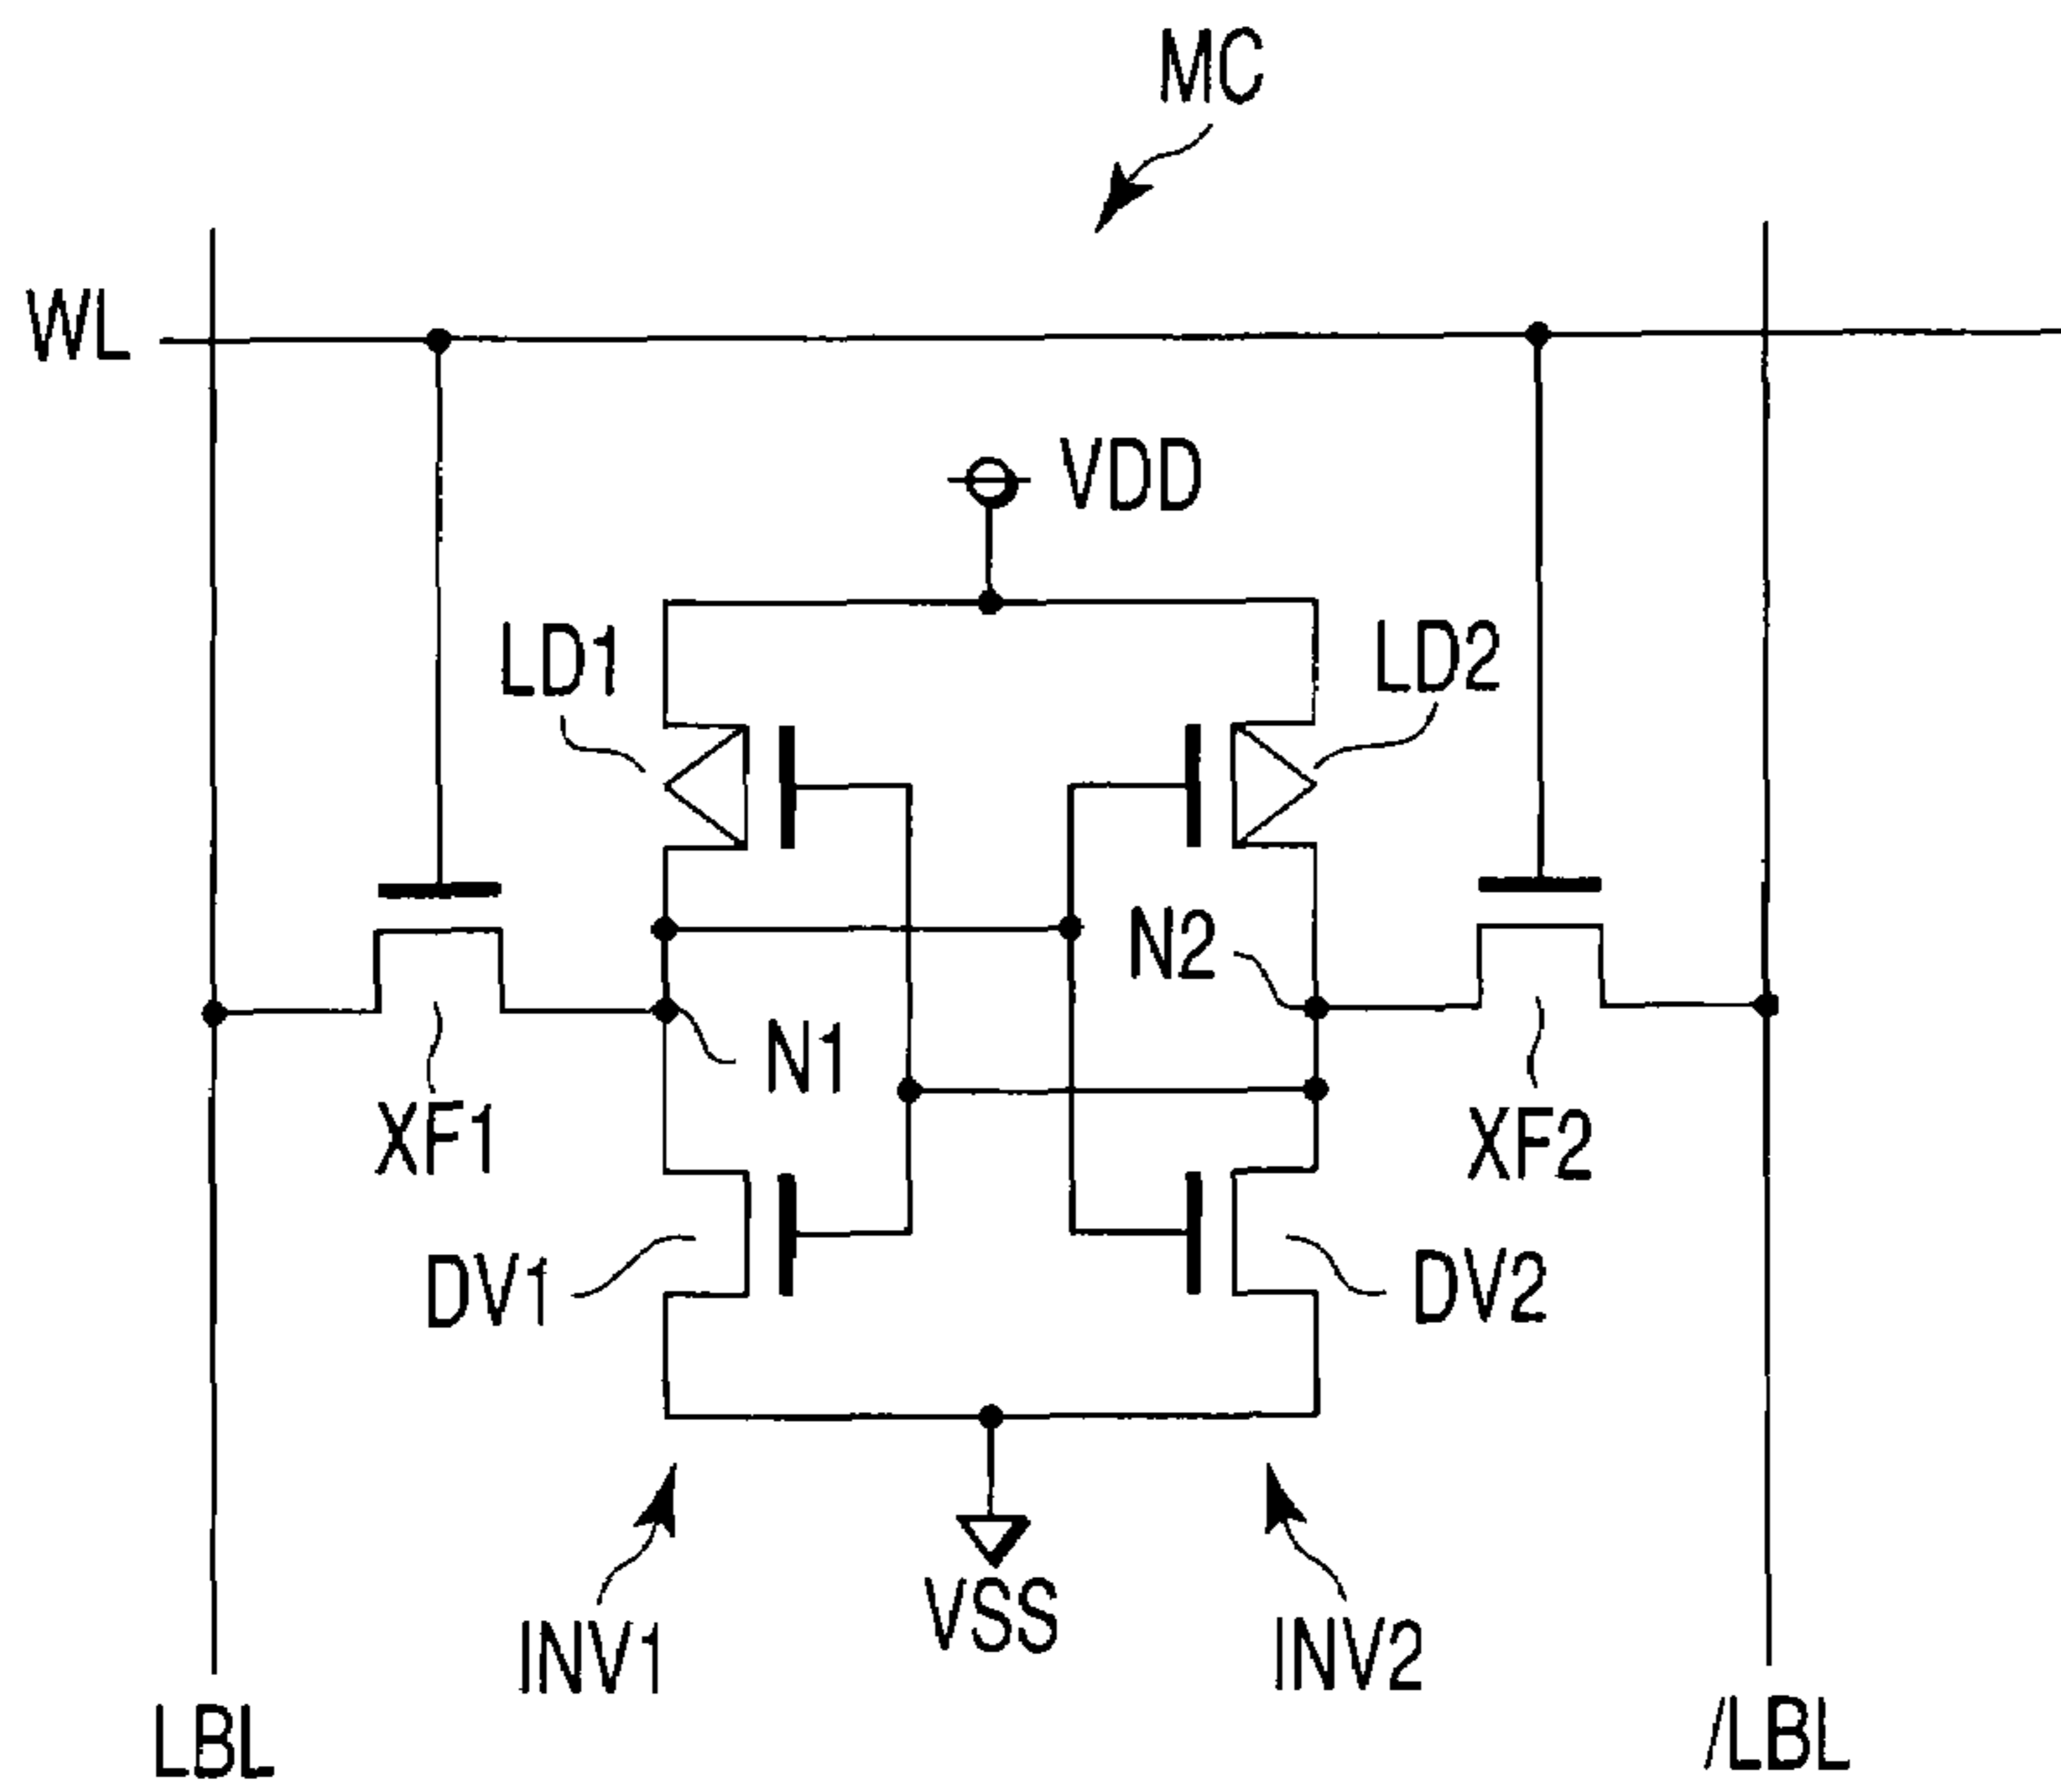 MC
WL
VDD
LD1
LD2
N2
N1
XF1
XF2
DV1
DV2
VSS
INV1
INV2
LBL
/LBL